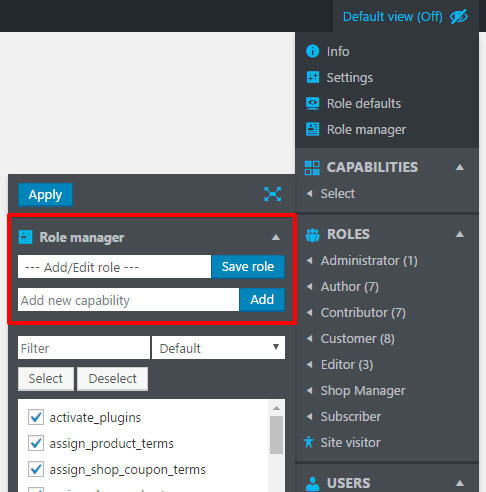 Default view (Off)
Info
Settings
Role defaults
Role manager
CAPABILITIES
Select
Apply
Role manager
--- Add/Edit role ---
Save role
Add new capability
Add
Filter
Default
Select
Deselect
activate_plugins
assign_product_terms
assign_shop_coupon_terms
ROLES
Administrator (1)
Author (7)
Contributor (7)
Customer (8)
Editor (3)
Shop Manager
Subscriber
Site visitor
USERS